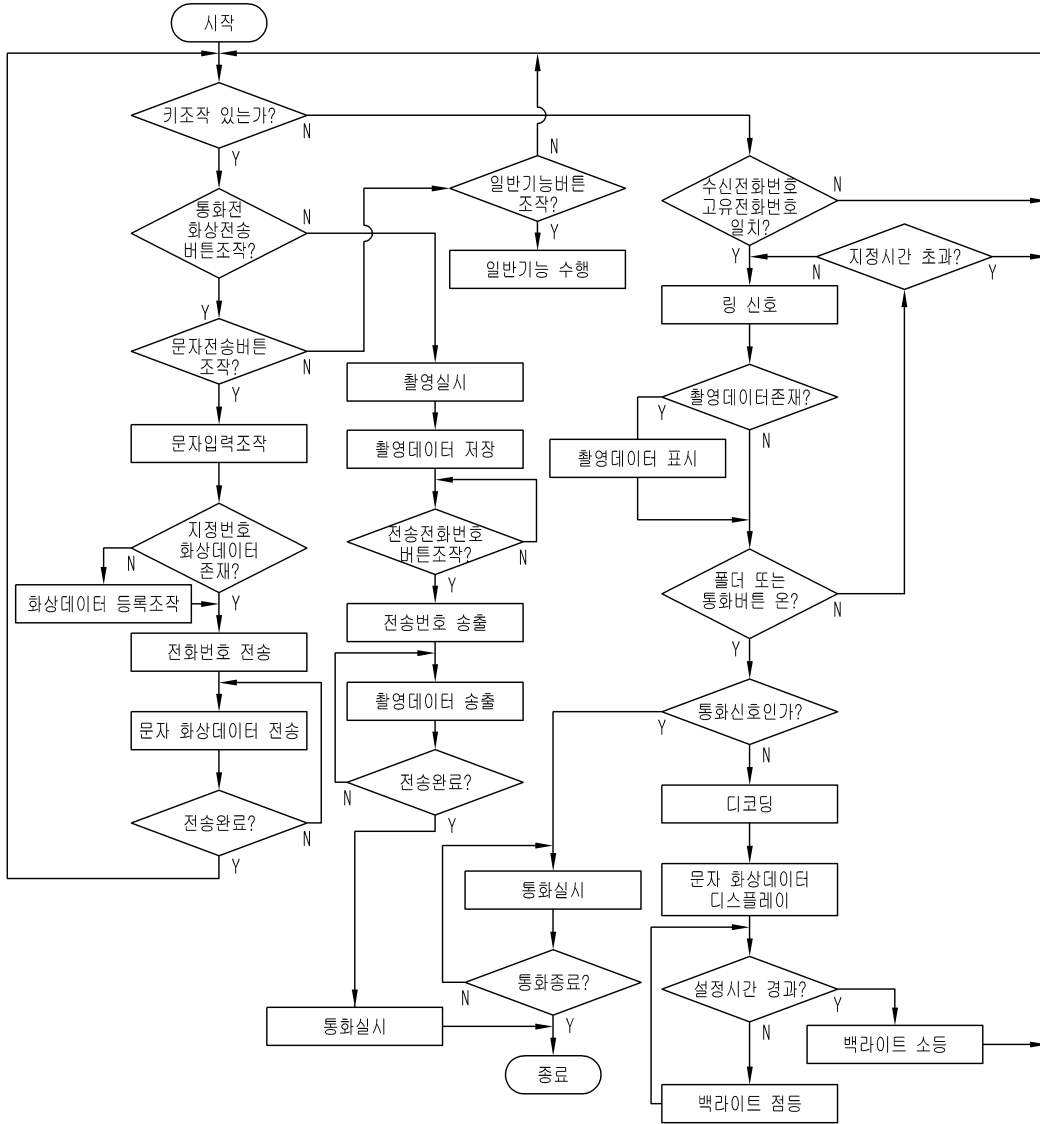 시작
키조작 있는가?
N
Y
통화전
화상전송
버튼조작?
N
Y
문자전송버튼
조작?
N
Y
문자입력조작
지정번호
화상데이터
존재?
N
Y
화상데이터 등록조작
전화번호 전송
문자 화상데이터 전송
전송완료?
N
Y
일반기능버튼
조작?
N
Y
일반기능 수행
촬영실시
촬영데이터 저장
전송전화번호
버튼조작?
N
Y
전송번호 송출
촬영데이터 송출
전송완료?
N
Y
통화실시
수신전화번호
고유전화번호
일치?
N
Y
지정시간 초과?
N
Y
링 신호
촬영데이터존재?
Y
N
촬영데이터 표시
폴더 또는
통화버튼 온?
N
Y
통화신호인가?
Y
N
통화실시
통화종료?
N
Y
종료
디코딩
문자 화상데이터
디스플레이
설정시간 경과?
Y
N
백라이트 소등
백라이트 점등